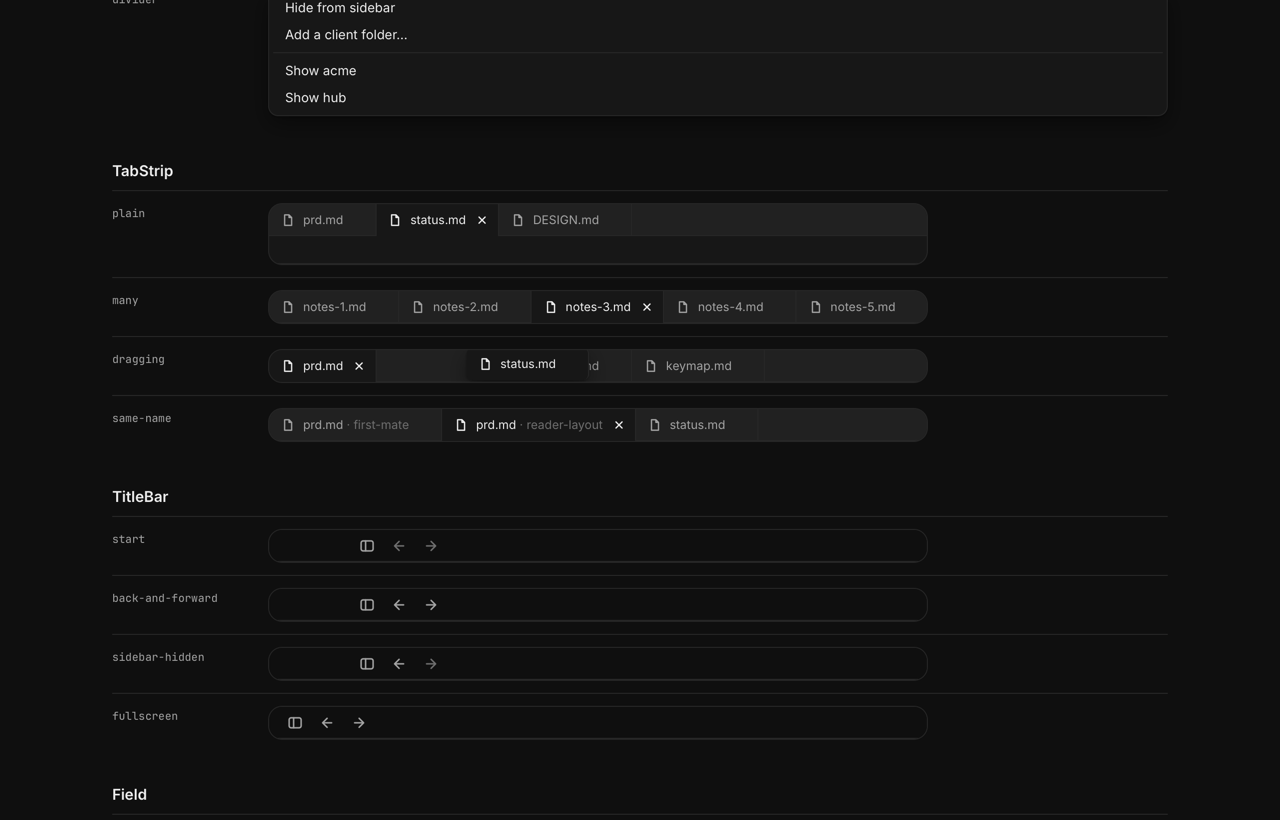 Hide from sidebar
Add a client folder...
Show acme
Show hub
TabStrip
plain
prd.md
status.md
DESIGN.md
many
notes-1.md
notes-2.md
notes-3.md
notes-4.md
notes-5.md
dragging
prd.md
status.md
keymap.md
same-name
prd.md · first-mate
prd.md · reader-layout
status.md
TitleBar
start
back-and-forward
sidebar-hidden
fullscreen
Field